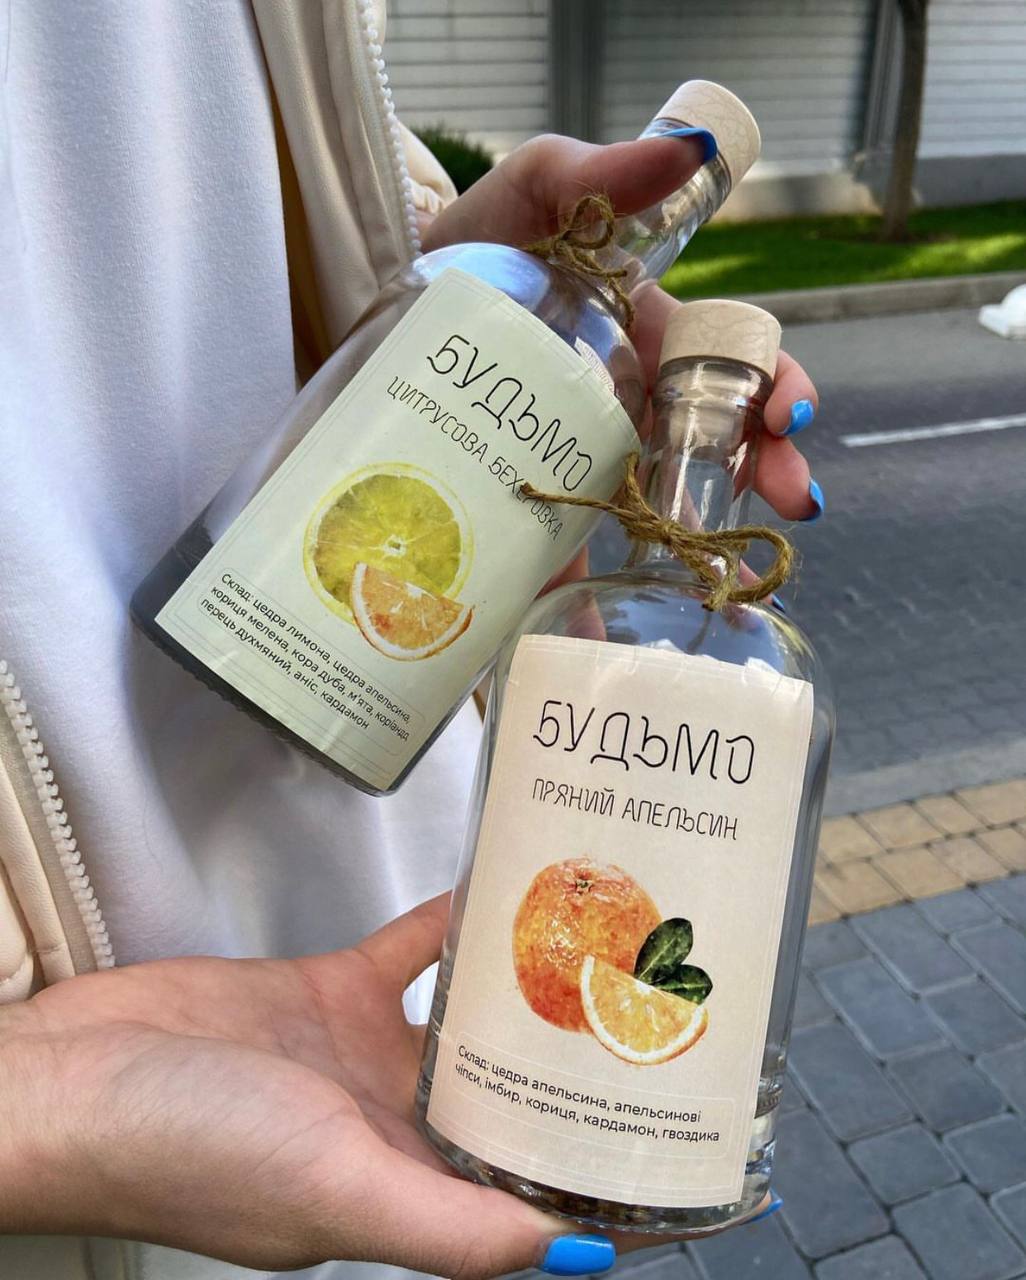 БУДЬМО
ЦИТРУСОВА БЕХЕРОВКА
Склад: цедра лимона, цедра апельсина,
кориця мелена, кора дуба, м'ята, коріандр,
перець духмяний, аніс, кардамон
БУДЬМО
ПРЯНИЙ АПЕЛЬСИН
Склад: цедра апельсина, апельсинові
чіпси, імбир, кориця, кардамон, гвоздика